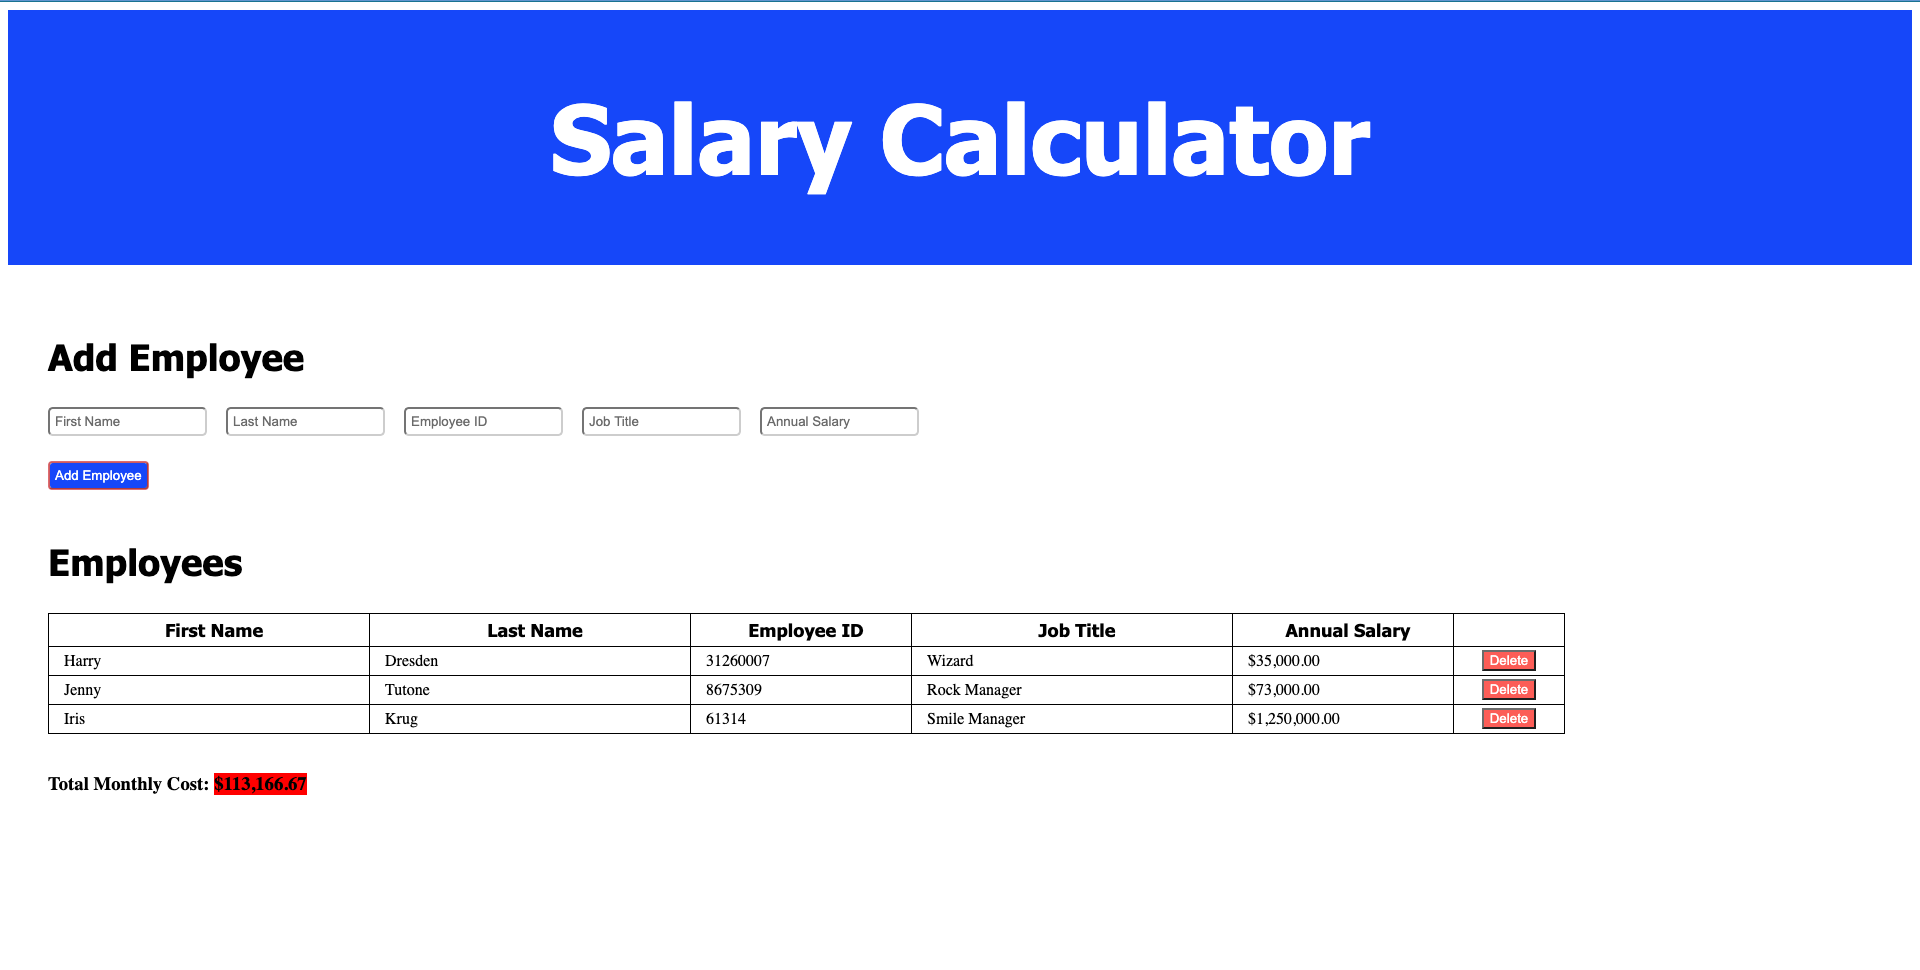 Salary Calculator
Add Employee
First Name Last Name Employee ID Job Title Annual Salary
Add Employee
Employees
First Name Last Name Employee ID Job Title Annual Salary
Harry Dresden 31260007 Wizard $35,000.00 Delete
Jenny Tutone 8675309 Rock Manager $73,000.00 Delete
Iris Krug 61314 Smile Manager $1,250,000.00 Delete
Total Monthly Cost: $113,166.67